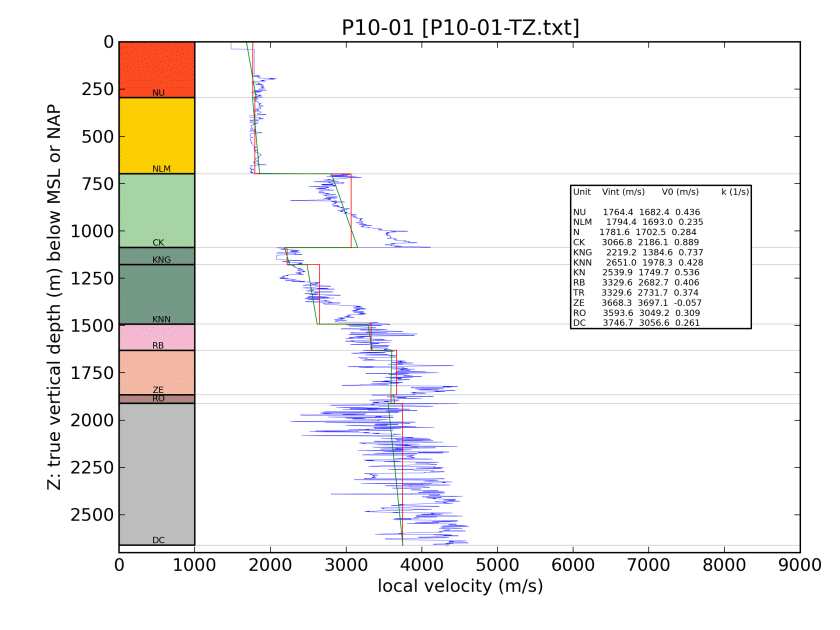 P10-01 [P10-01-TZ.txt]
0
250
500
750
1000
1250
1500
1750
2000
2250
2500
Z: true vertical depth (m) below MSL or NAP
NU
NLM
CK
KNG
KNN
RB
ZE
RO
DC
Unit Vint (m/s) V0 (m/s) k (1/s)
NU 1764.4 1682.4 0.436
NLM 1794.4 1693.0 0.235
N 1781.6 1702.5 0.284
CK 3066.8 2186.1 0.889
KNG 2219.2 1384.6 0.737
KNN 2651.0 1978.3 0.428
KN 2539.9 1749.7 0.536
RB 3329.6 2682.7 0.406
TR 3329.6 2731.7 0.374
ZE 3668.3 3697.1 -0.057
RO 3593.6 3049.2 0.309
DC 3746.7 3056.6 0.261
0 1000 2000 3000 4000 5000 6000 7000 8000 9000
local velocity (m/s)